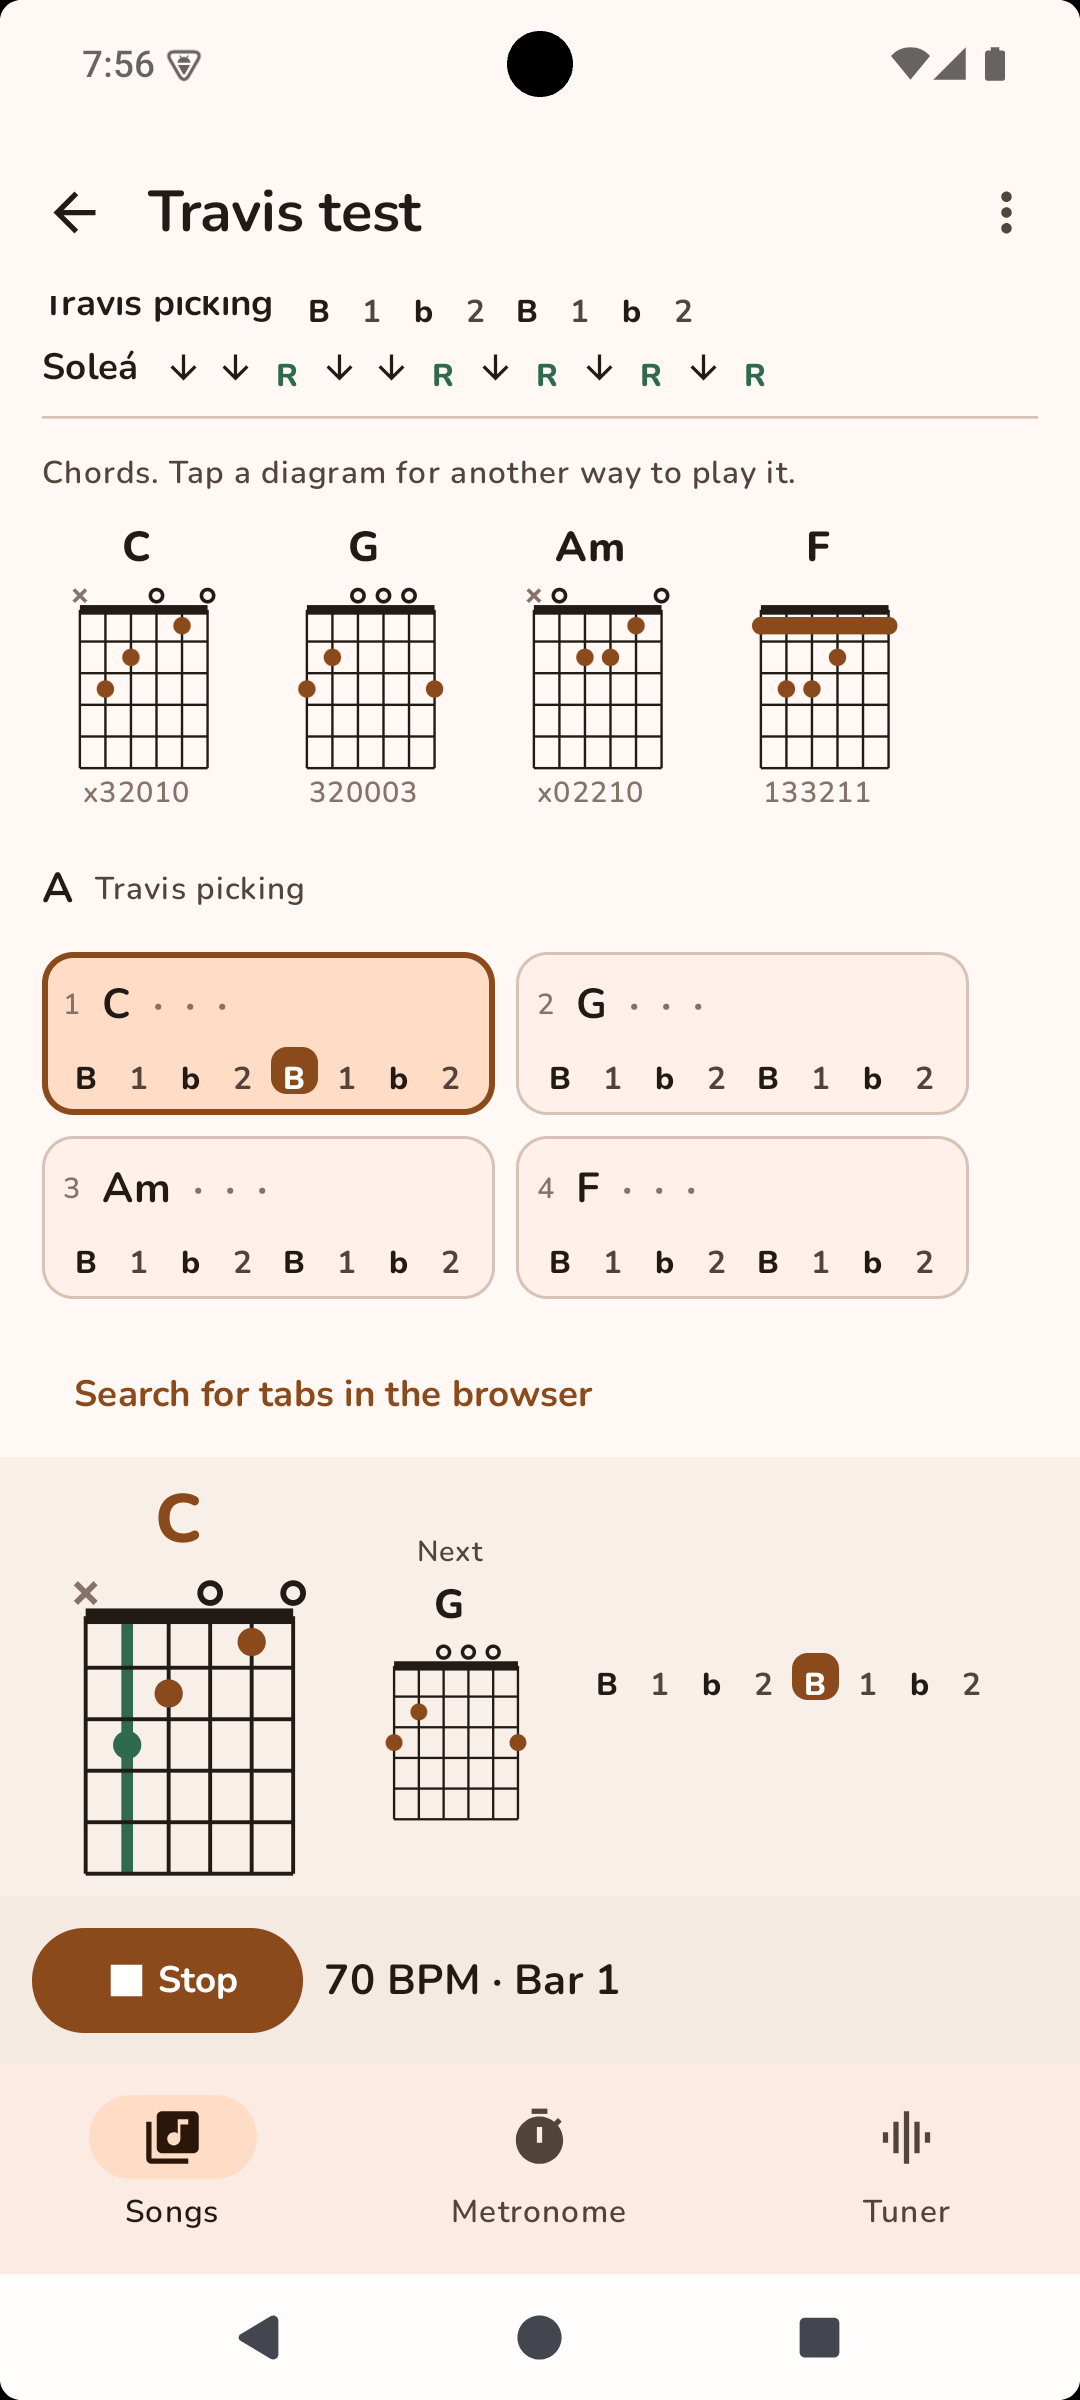 7:56
Travis test
Travis picking B 1 b 2 B 1 b 2
Soleá ↓ ↓ R ↓ ↓ R ↓ R ↓ R ↓ R
Chords. Tap a diagram for another way to play it.
C G Am F
x32010 320003 x02210 133211
A Travis picking
1 C · · · 2 G · · ·
B 1 b 2 B 1 b 2 B 1 b 2 B 1 b 2
3 Am · · · 4 F · · ·
B 1 b 2 B 1 b 2 B 1 b 2 B 1 b 2
Search for tabs in the browser
C
Next
G
B 1 b 2 B 1 b 2
Stop 70 BPM · Bar 1
Songs Metronome Tuner